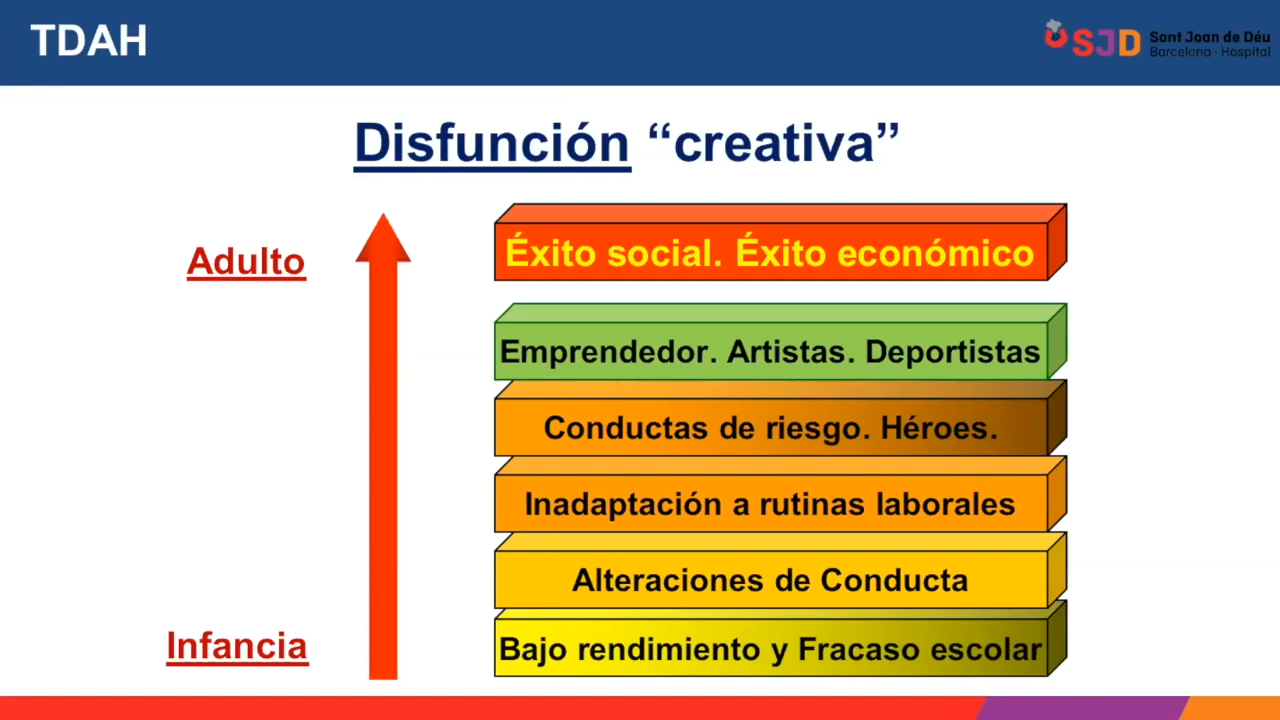 TDAH
SJD
Sant Joan de Déu
Barcelona · Hospital
Disfunción “creativa”
Adulto
Éxito social. Éxito económico
Emprendedor. Artistas. Deportistas
Conductas de riesgo. Héroes.
Inadaptación a rutinas laborales
Alteraciones de Conducta
Infancia
Bajo rendimiento y Fracaso escolar